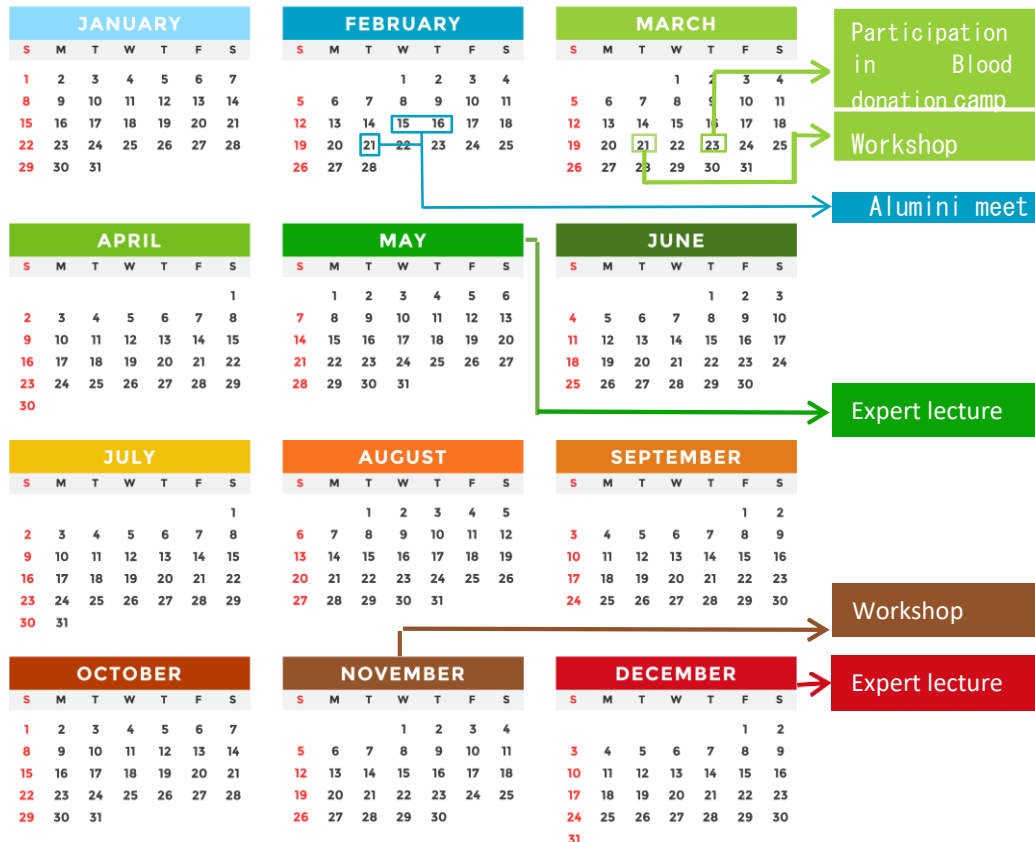 JANUARY
S M T W T F S
1 2 3 4 5 6 7
8 9 10 11 12 13 14
15 16 17 18 19 20 21
22 23 24 25 26 27 28
29 30 31
FEBRUARY
S M T W T F S
1 2 3 4
5 6 7 8 9 10 11
12 13 14 15 16 17 18
19 20 21 22 23 24 25
26 27 28
MARCH
S M T W T F S
1 2 3 4
5 6 7 8 9 10 11
12 13 14 15 16 17 18
19 20 21 22 23 24 25
26 27 28 29 30 31
Participation
in Blood
donation camp
Workshop
Alumini meet
APRIL
S M T W T F S
1
2 3 4 5 6 7 8
9 10 11 12 13 14 15
16 17 18 19 20 21 22
23 24 25 26 27 28 29
30
MAY
S M T W T F S
1 2 3 4 5 6
7 8 9 10 11 12 13
14 15 16 17 18 19 20
21 22 23 24 25 26 27
28 29 30 31
JUNE
S M T W T F S
1 2 3
4 5 6 7 8 9 10
11 12 13 14 15 16 17
18 19 20 21 22 23 24
25 26 27 28 29 30
Expert lecture
JULY
S M T W T F S
1
2 3 4 5 6 7 8
9 10 11 12 13 14 15
16 17 18 19 20 21 22
23 24 25 26 27 28 29
30 31
AUGUST
S M T W T F S
1 2 3 4 5
6 7 8 9 10 11 12
13 14 15 16 17 18 19
20 21 22 23 24 25 26
27 28 29 30 31
SEPTEMBER
S M T W T F S
1 2
3 4 5 6 7 8 9
10 11 12 13 14 15 16
17 18 19 20 21 22 23
24 25 26 27 28 29 30
Workshop
OCTOBER
S M T W T F S
1 2 3 4 5 6 7
8 9 10 11 12 13 14
15 16 17 18 19 20 21
22 23 24 25 26 27 28
29 30 31
NOVEMBER
S M T W T F S
1 2 3 4
5 6 7 8 9 10 11
12 13 14 15 16 17 18
19 20 21 22 23 24 25
26 27 28 29 30
DECEMBER
S M T W T F S
1 2
3 4 5 6 7 8 9
10 11 12 13 14 15 16
17 18 19 20 21 22 23
24 25 26 27 28 29 30
31
Expert lecture